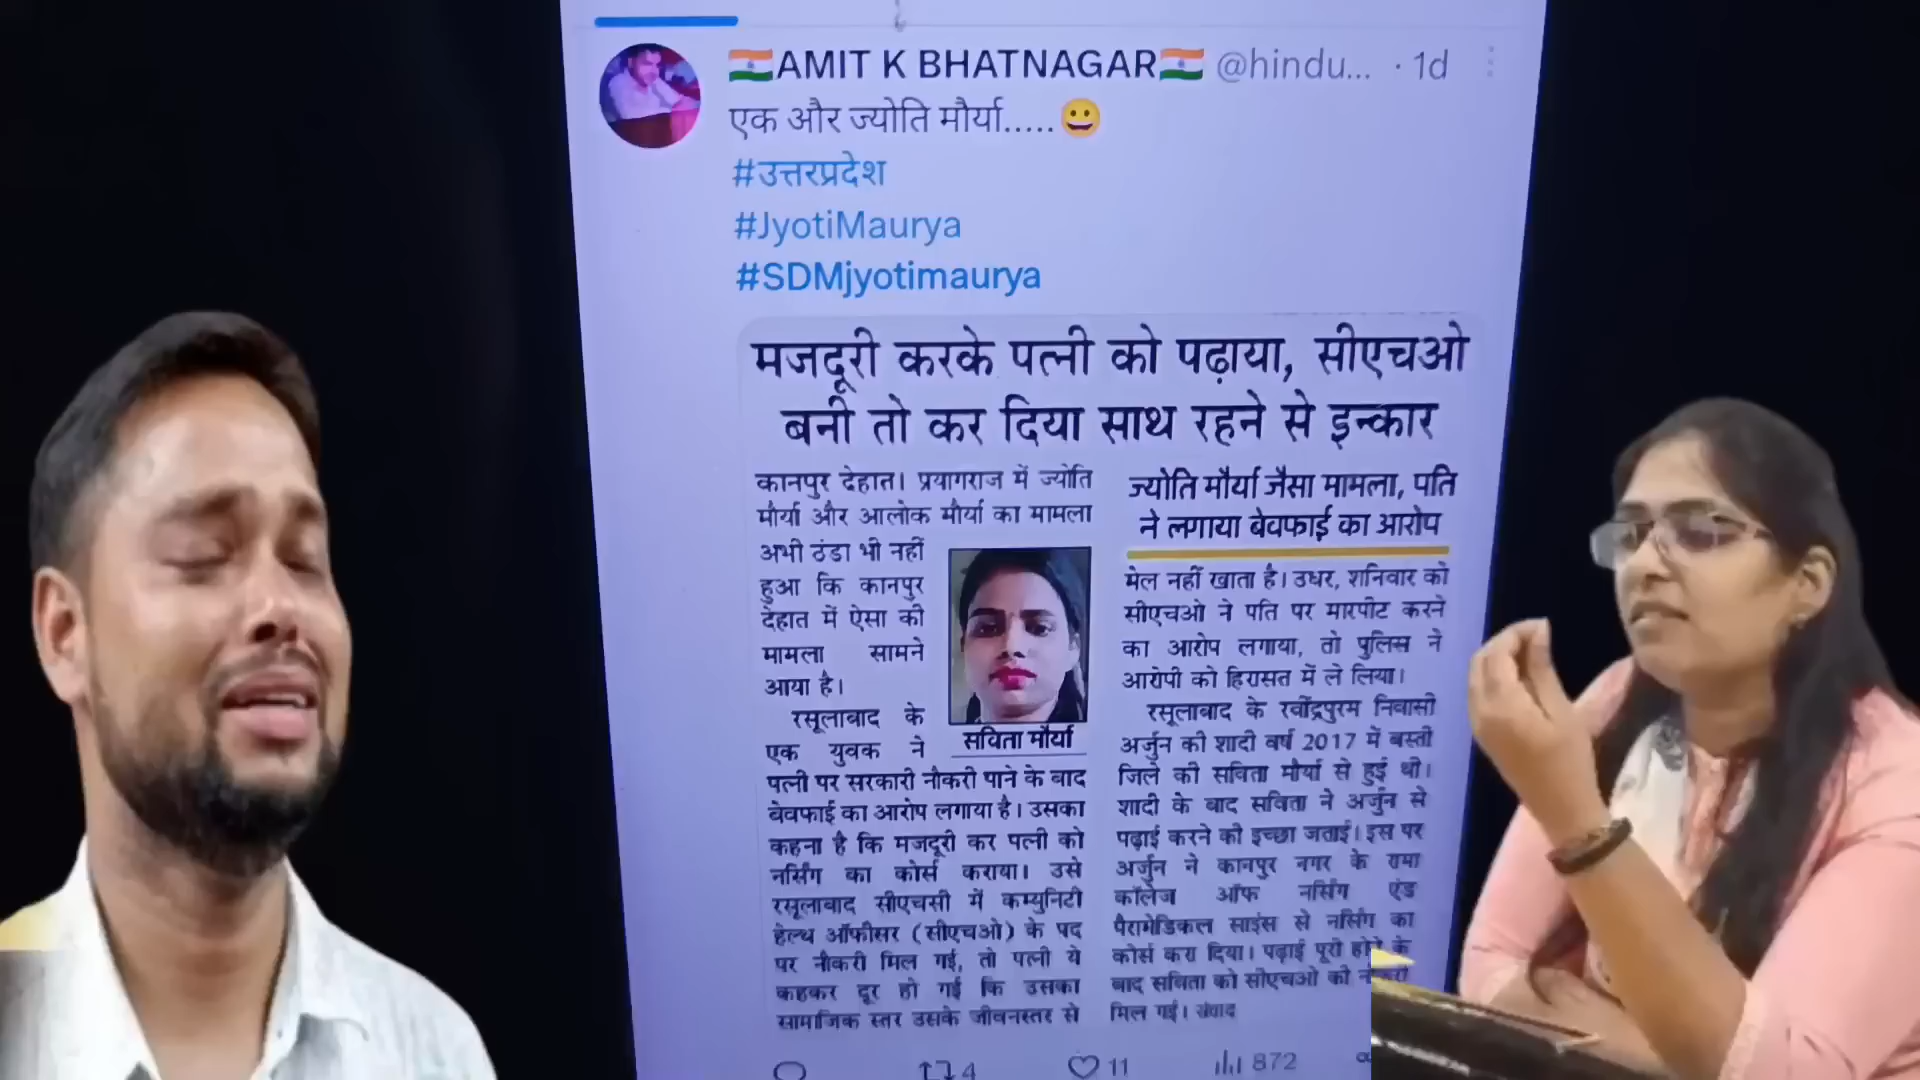 🇮🇳AMIT K BHATNAGAR🇮🇳 @hindu... · 1d
एक और ज्योति मौर्या.....😀
#उत्तरप्रदेश
#JyotiMaurya
#SDMjyotimaurya
मजदूरी करके पत्नी को पढ़ाया, सीएचओ
बनी तो कर दिया साथ रहने से इन्कार
कानपुर देहात। प्रयागराज में ज्योति
मौर्या और आलोक मौर्या का मामला
अभी ठंडा भी नहीं
हुआ कि कानपुर
देहात में ऐसा की
मामला सामने
आया है।
रसूलाबाद के
एक युवक ने
सविता मौर्या
पत्नी पर सरकारी नौकरी पाने के बाद
बेवफाई का आरोप लगाया है। उसका
कहना है कि मजदूरी कर पत्नी को
नर्सिंग का कोर्स कराया। उसे
रसूलाबाद सीएचसी में कम्युनिटी
हेल्थ ऑफीसर (सीएचओ) के पद
पर नौकरी मिल गई, तो पत्नी ये
कहकर दूर हो गई कि उसका
सामाजिक स्तर उसके जीवनस्तर से
ज्योति मौर्या जैसा मामला, पति
ने लगाया बेवफाई का आरोप
मेल नहीं खाता है। उधर, शनिवार को
सीएचओ ने पति पर मारपीट करने
का आरोप लगाया, तो पुलिस ने
आरोपी को हिरासत में ले लिया।
रसूलाबाद के रवींद्रपुरम निवासी
अर्जुन की शादी वर्ष 2017 में बस्ती
जिले की सविता मौर्या से हुई थी।
शादी के बाद सविता ने अर्जुन से
पढ़ाई करने की इच्छा जताई। इस पर
अर्जुन ने कानपुर नगर के रामा
कॉलेज ऑफ नर्सिंग एंड
पैरामेडिकल साइंस से नर्सिंग का
कोर्स करा दिया। पढ़ाई पूरी होने के
बाद सविता को सीएचओ की नौकरी
मिल गई। संवाद
4 11 872